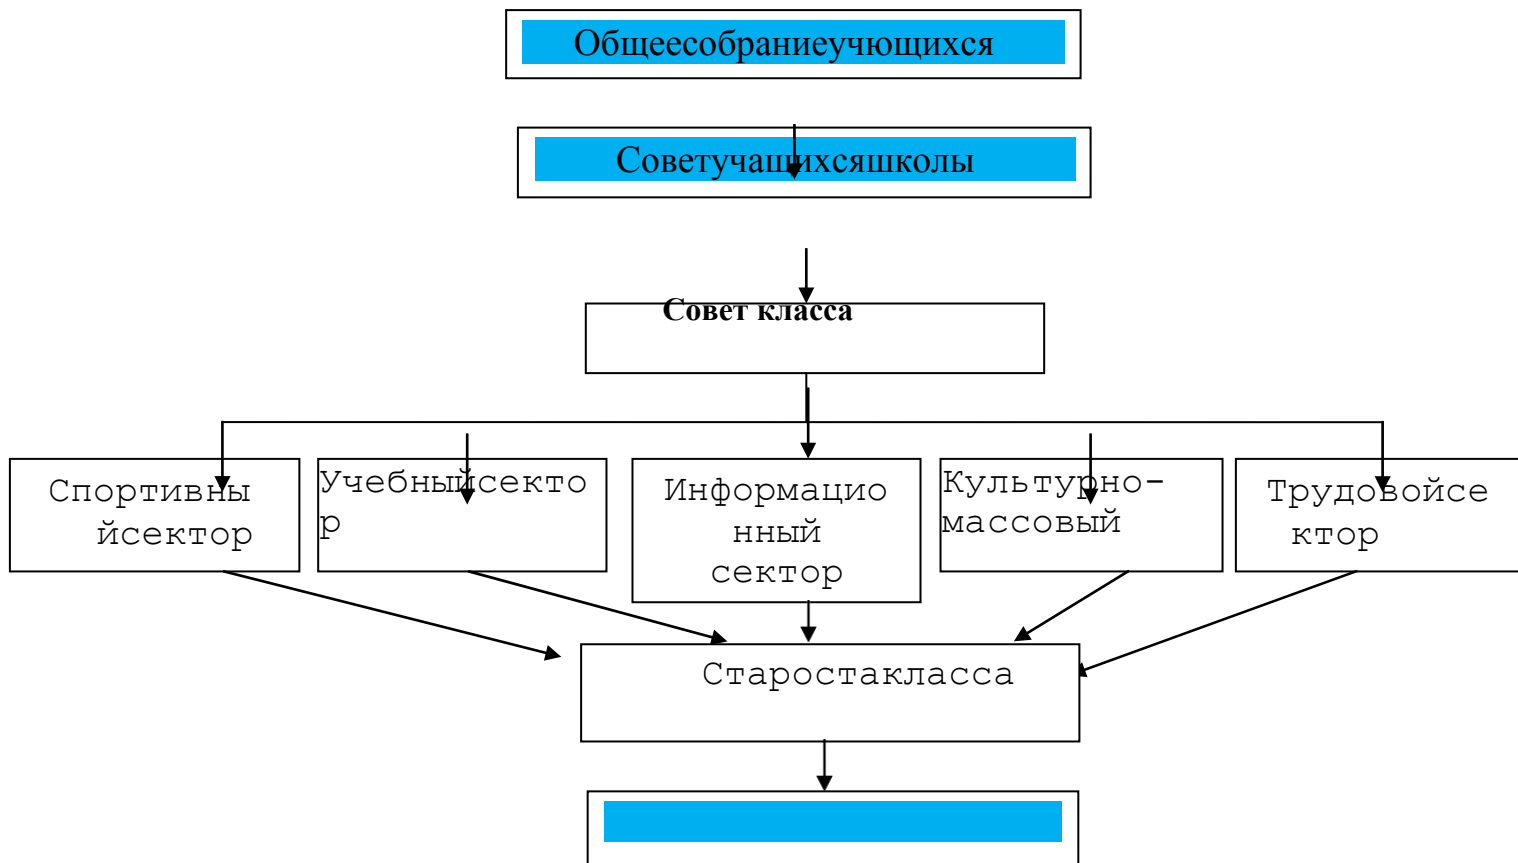 Общеесобраниеучющихся
Советучащихсяшколы
Совет класса
Спортивны
йсектор
Учебныйсекто
р
Информацио
нный
сектор
Культурно-
массовый
Трудовойсе
ктор
Старостакласса